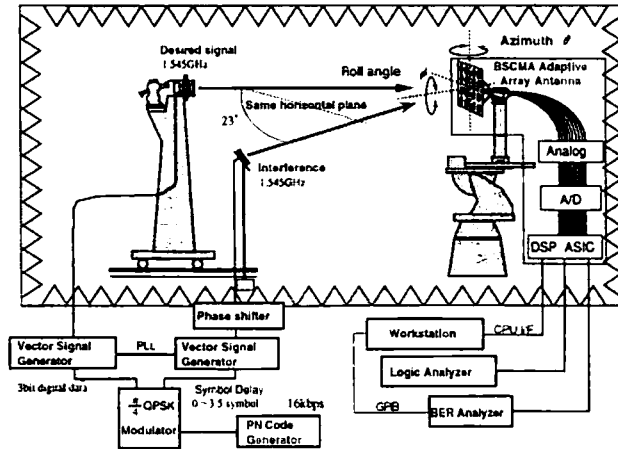 Desired signal
1.545GHz
Azimuth θ
BSCMA Adaptive
Array Antenna
Roll angle
ϕ
Same horizontal plane
23°
Interference
1.545GHz
Analog
A/D
DSP ASIC
Phase shifter
Vector Signal
Generator
PLL
Vector Signal
Generator
Workstation
CPU I/F
Logic Analyzer
3bit digital data
π/4 QPSK
Modulator
Symbol Delay
0 ~ 3.5 symbol
16kbps
PN Code
Generator
GPIB
BER Analyzer